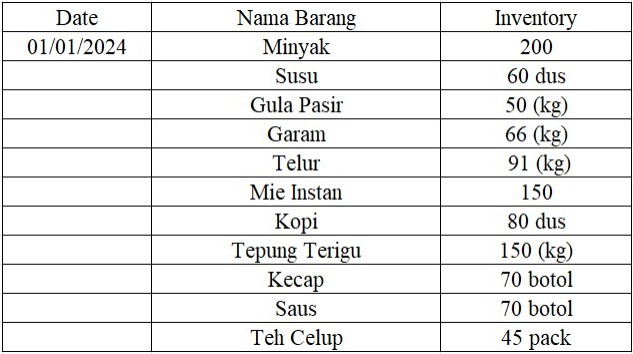 Date Nama Barang Inventory
01/01/2024 Minyak 200
Susu 60 dus
Gula Pasir 50 (kg)
Garam 66 (kg)
Telur 91 (kg)
Mie Instan 150
Kopi 80 dus
Tepung Terigu 150 (kg)
Kecap 70 botol
Saus 70 botol
Teh Celup 45 pack